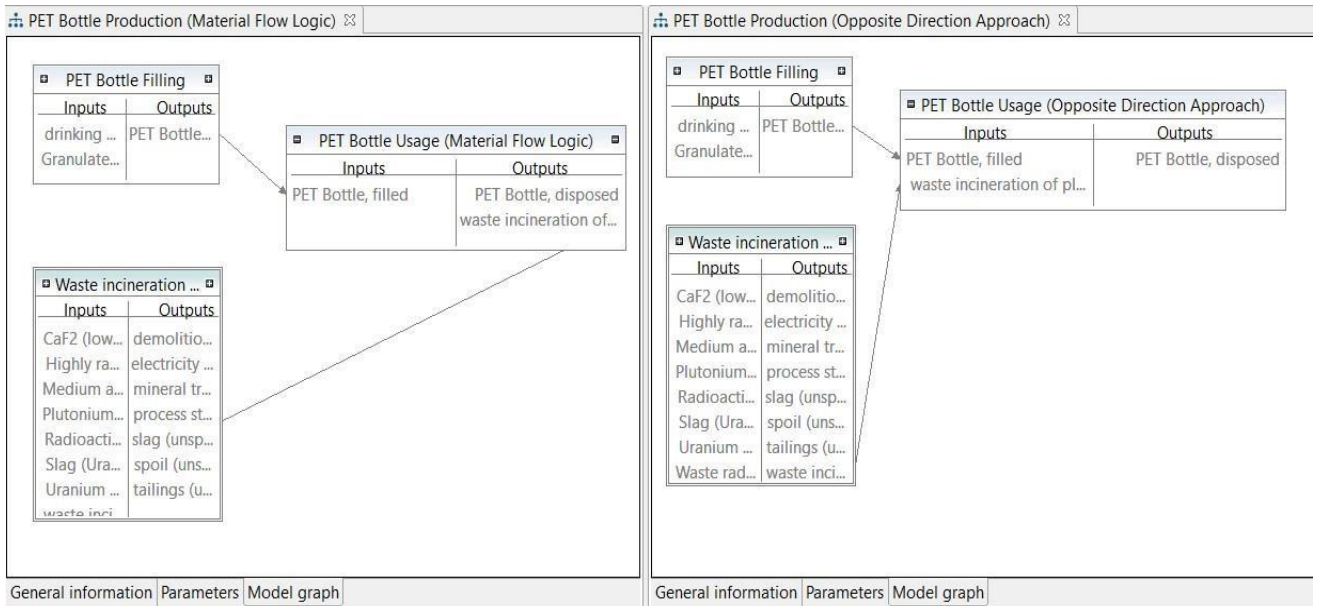 PET Bottle Production (Material Flow Logic)
PET Bottle Filling
Inputs Outputs
drinking ... PET Bottle...
Granulate...
PET Bottle Usage (Material Flow Logic)
Inputs Outputs
PET Bottle, filled PET Bottle, disposed
waste incineration of...
Waste incineration ...
Inputs Outputs
CaF2 (low... demolitio...
Highly ra... electricity ...
Medium a... mineral tr...
Plutonium... process st...
Radioacti... slag (unsp...
Slag (Ura... spoil (uns...
Uranium ... tailings (u...
waste inci
General information Parameters Model graph
PET Bottle Production (Opposite Direction Approach)
PET Bottle Filling
Inputs Outputs
drinking ... PET Bottle...
Granulate...
PET Bottle Usage (Opposite Direction Approach)
Inputs Outputs
PET Bottle, filled PET Bottle, disposed
waste incineration of pl...
Waste incineration ...
Inputs Outputs
CaF2 (low... demolitio...
Highly ra... electricity ...
Medium a... mineral tr...
Plutonium... process st...
Radioacti... slag (unsp...
Slag (Ura... spoil (uns...
Uranium ... tailings (u...
Waste rad... waste inci...
General information Parameters Model graph